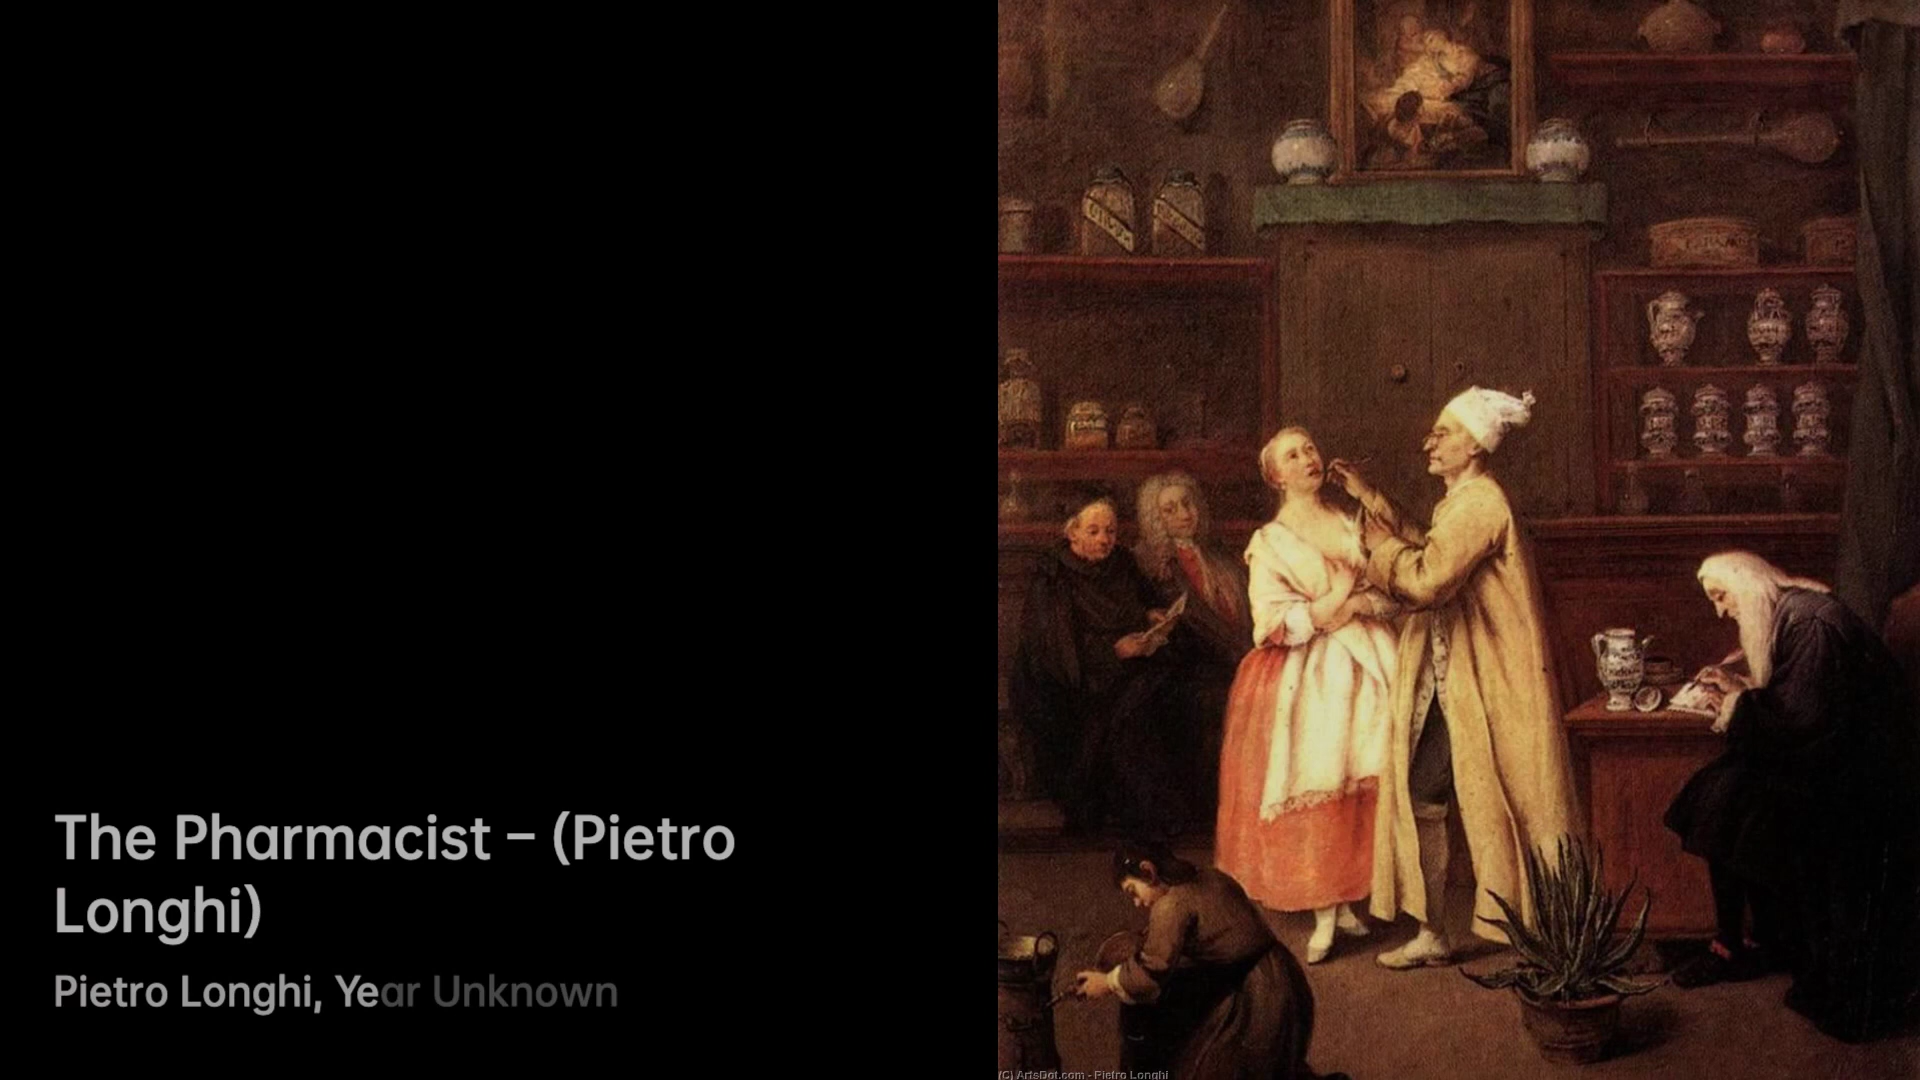 The Pharmacist – (Pietro
Longhi)
Pietro Longhi, Year Unknown
(C) ArtsDot.com - Pietro Longhi